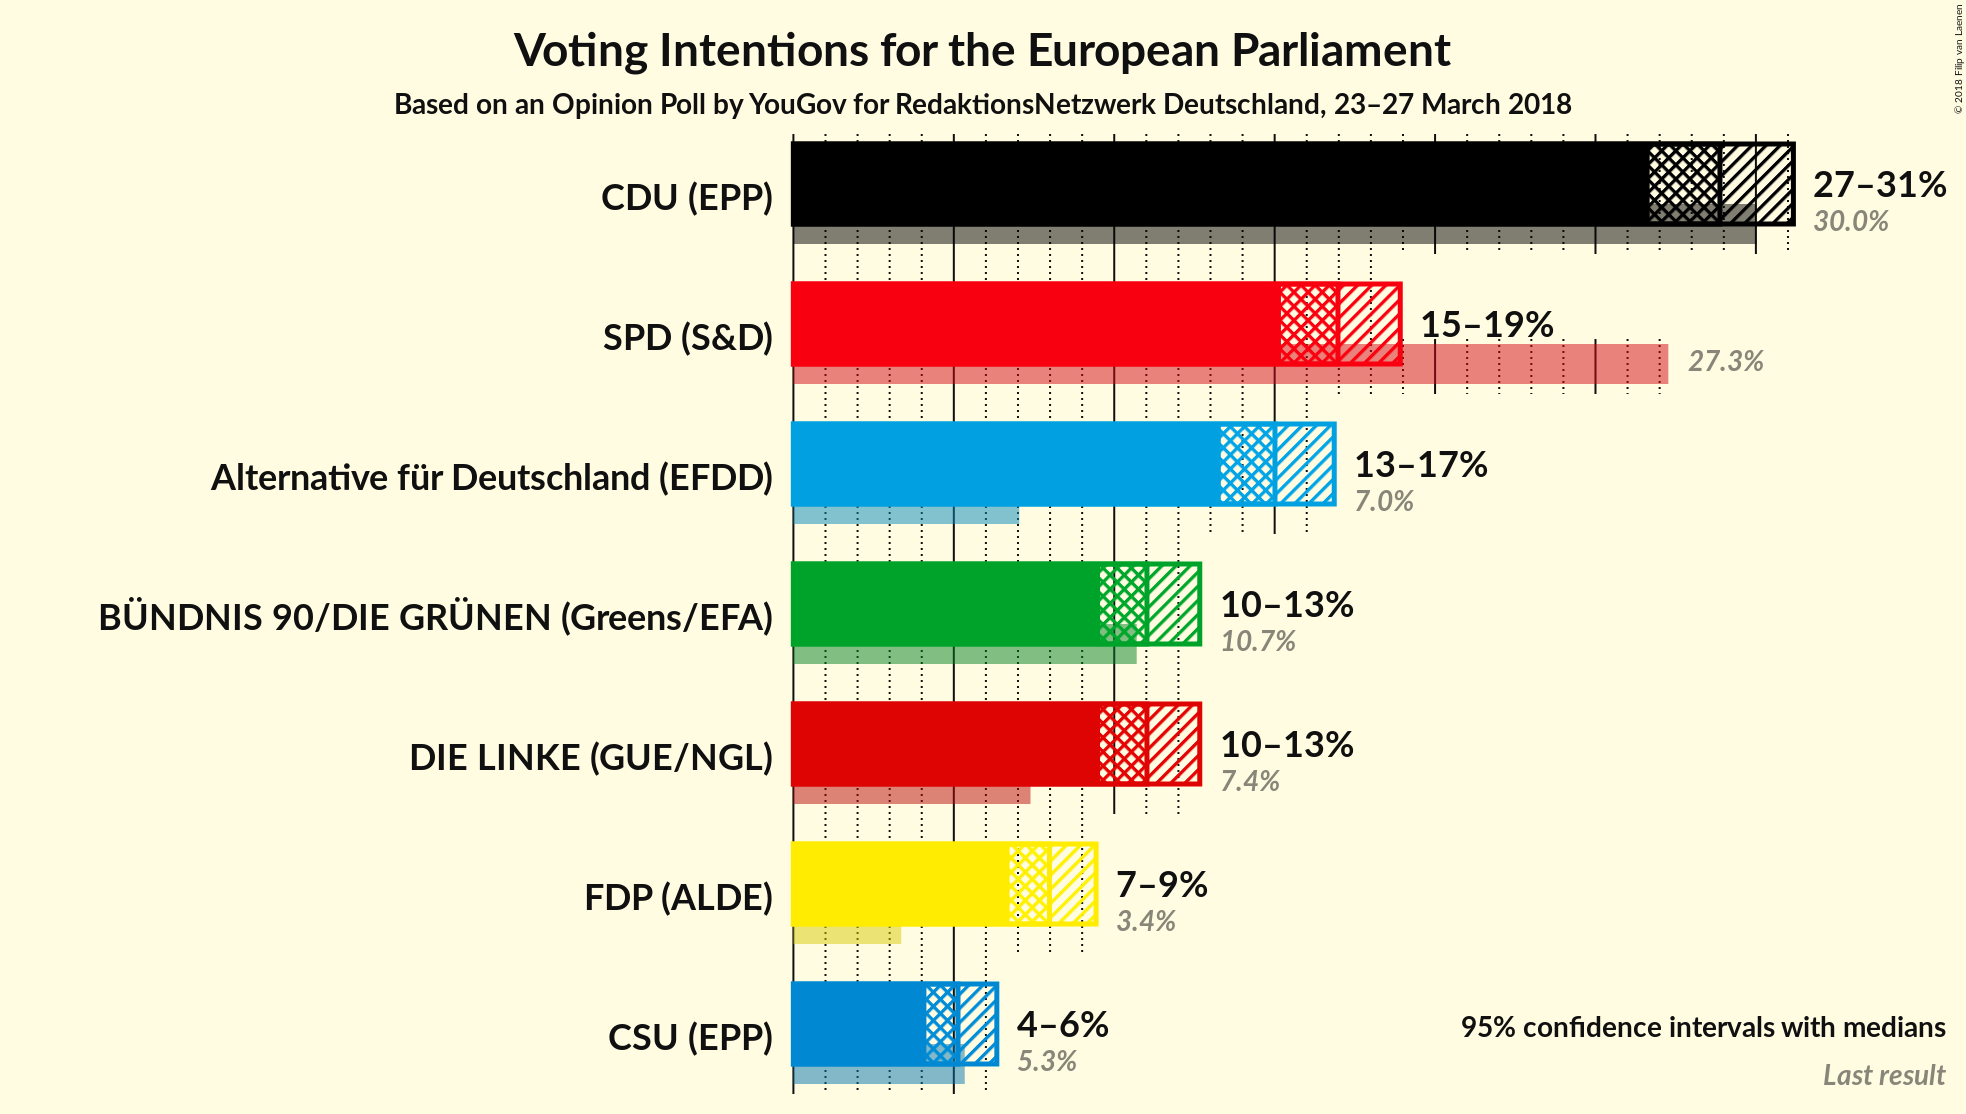 Voting Intentions for the European Parliament
Based on an Opinion Poll by YouGov for RedaktionsNetzwerk Deutschland, 23–27 March 2018
© 2018 Filip van Laenen
CDU (EPP)
27–31%
30.0%
SPD (S&D)
15–19%
27.3%
Alternative für Deutschland (EFDD)
13–17%
7.0%
BÜNDNIS 90/DIE GRÜNEN (Greens/EFA)
10–13%
10.7%
DIE LINKE (GUE/NGL)
10–13%
7.4%
FDP (ALDE)
7–9%
3.4%
CSU (EPP)
4–6%
5.3%
95% confidence intervals with medians
Last result